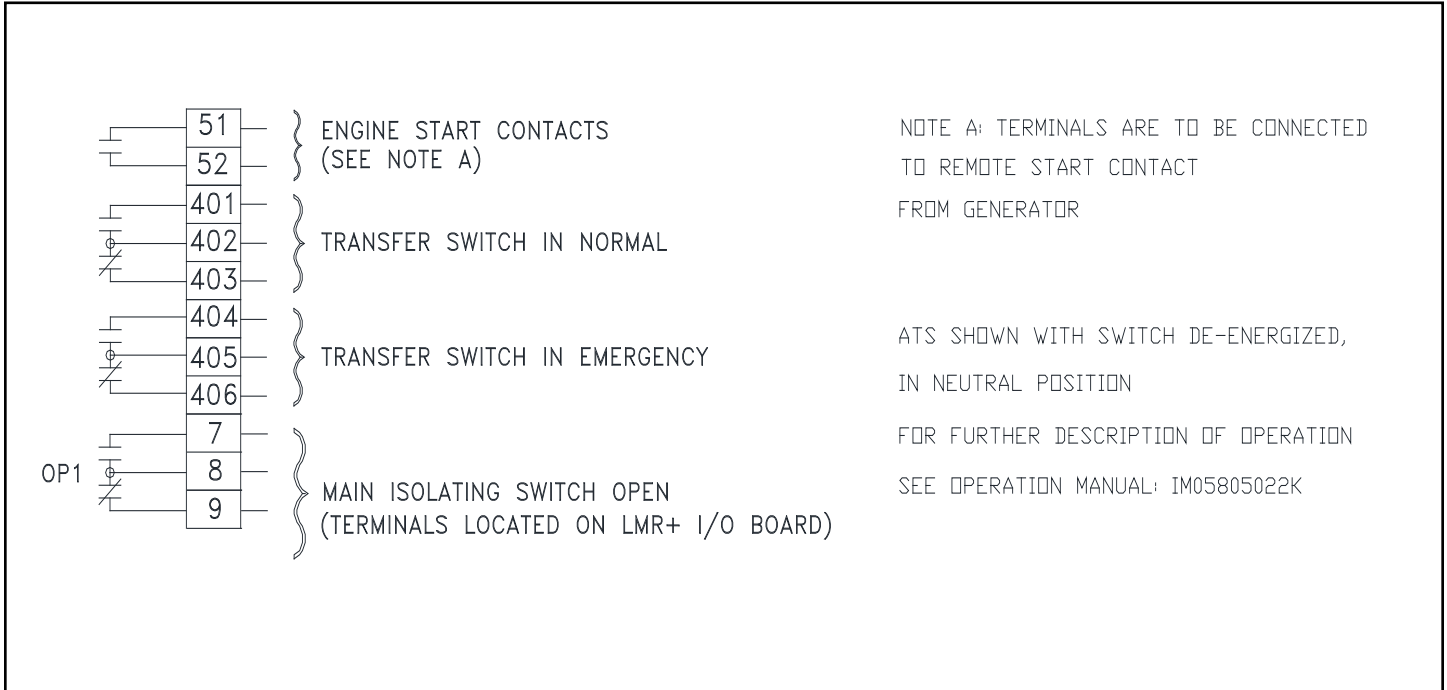 51
52
ENGINE START CONTACTS
(SEE NOTE A)
401
402
403
TRANSFER SWITCH IN NORMAL
404
405
406
TRANSFER SWITCH IN EMERGENCY
OP1
7
8
9
MAIN ISOLATING SWITCH OPEN
(TERMINALS LOCATED ON LMR+ I/O BOARD)
NOTE A: TERMINALS ARE TO BE CONNECTED
TO REMOTE START CONTACT
FROM GENERATOR
ATS SHOWN WITH SWITCH DE-ENERGIZED,
IN NEUTRAL POSITION
FOR FURTHER DESCRIPTION OF OPERATION
SEE OPERATION MANUAL: IM05805022K